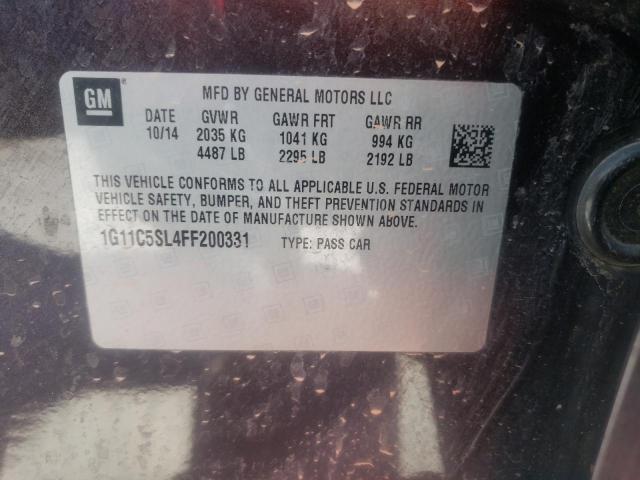 GM
MFD BY GENERAL MOTORS LLC
DATE GVWR GAWR FRT GAWR RR
10/14 2035 KG 1041 KG 994 KG
4487 LB 2295 LB 2192 LB
THIS VEHICLE CONFORMS TO ALL APPLICABLE U.S. FEDERAL MOTOR
VEHICLE SAFETY, BUMPER, AND THEFT PREVENTION STANDARDS IN
EFFECT ON THE DATE OF MANUFACTURE SHOWN ABOVE.
1G11C5SL4FF200331 TYPE: PASS CAR